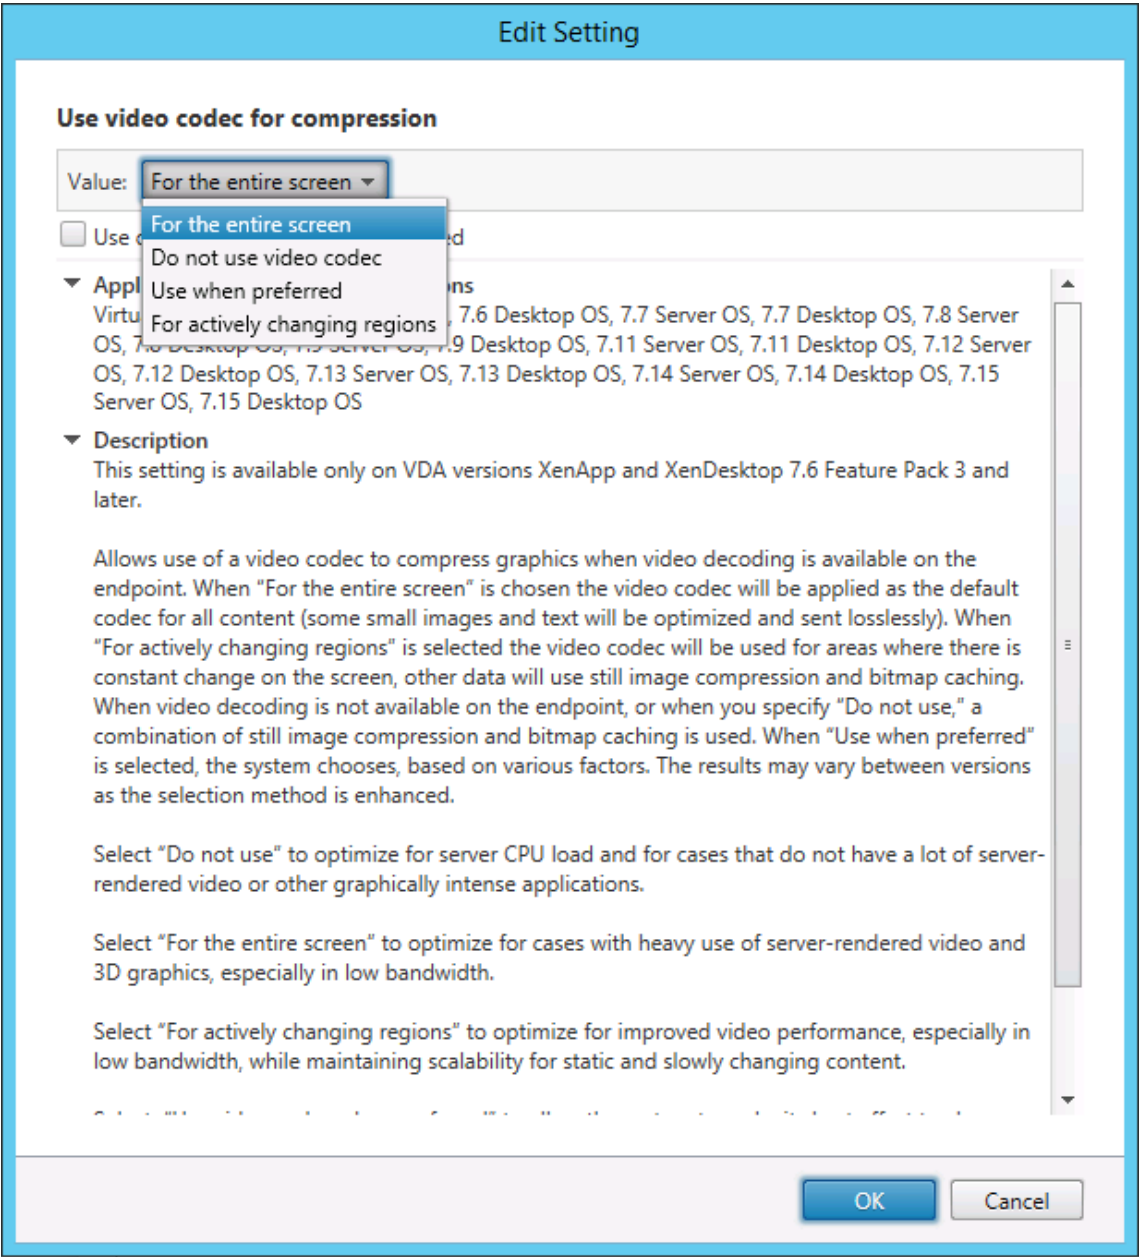 Edit Setting
Use video codec for compression
Value: For the entire screen
For the entire screen
Use
Do not use video codec
Use when preferred
For actively changing regions
7.6 Desktop OS, 7.7 Server OS, 7.7 Desktop OS, 7.8 Server
OS, 7.8 Desktop OS, 7.9 Server OS, 7.9 Desktop OS, 7.11 Server OS, 7.11 Desktop OS, 7.12 Server
OS, 7.12 Desktop OS, 7.13 Server OS, 7.13 Desktop OS, 7.14 Server OS, 7.14 Desktop OS, 7.15
Server OS, 7.15 Desktop OS
Description
This setting is available only on VDA versions XenApp and XenDesktop 7.6 Feature Pack 3 and
later.
Allows use of a video codec to compress graphics when video decoding is available on the
endpoint. When “For the entire screen” is chosen the video codec will be applied as the default
codec for all content (some small images and text will be optimized and sent losslessly). When
“For actively changing regions” is selected the video codec will be used for areas where there is
constant change on the screen, other data will use still image compression and bitmap caching.
When video decoding is not available on the endpoint, or when you specify “Do not use,” a
combination of still image compression and bitmap caching is used. When “Use when preferred”
is selected, the system chooses, based on various factors. The results may vary between versions
as the selection method is enhanced.
Select “Do not use” to optimize for server CPU load and for cases that do not have a lot of server-
rendered video or other graphically intense applications.
Select “For the entire screen” to optimize for cases with heavy use of server-rendered video and
3D graphics, especially in low bandwidth.
Select “For actively changing regions” to optimize for improved video performance, especially in
low bandwidth, while maintaining scalability for static and slowly changing content.
OK
Cancel